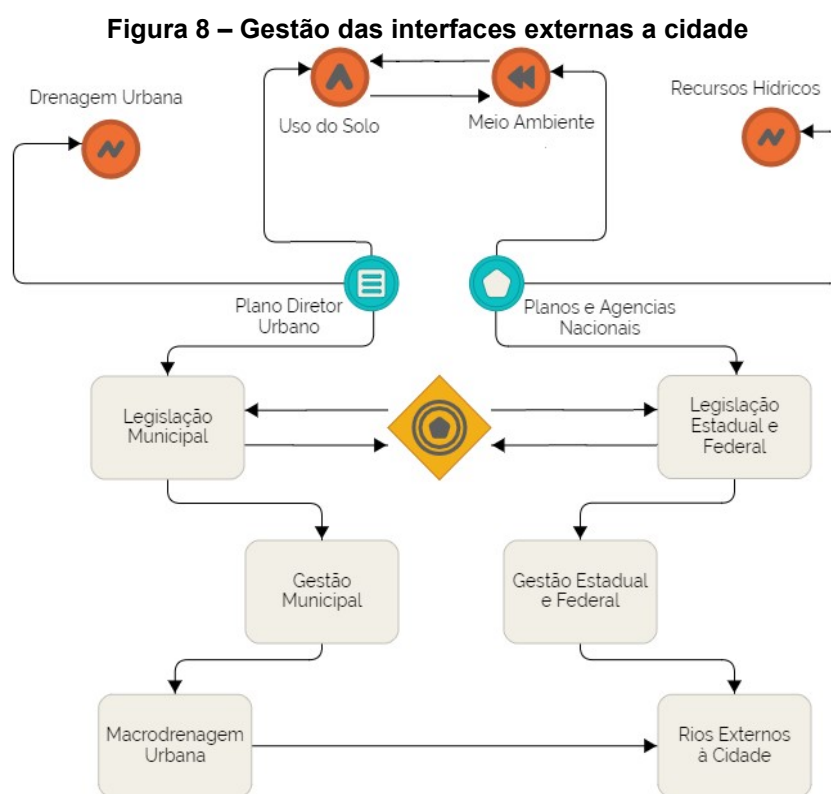 Figura 8 – Gestão das interfaces externas a cidade
Drenagem Urbana
Uso do Solo
Meio Ambiente
Recursos Hidricos
Plano Diretor
Urbano
Planos e Agencias
Nacionais
Legislação
Municipal
Legislação
Estadual e
Federal
Gestão
Municipal
Gestão Estadual
e Federal
Macrodrenagem
Urbana
Rios Externos
à Cidade